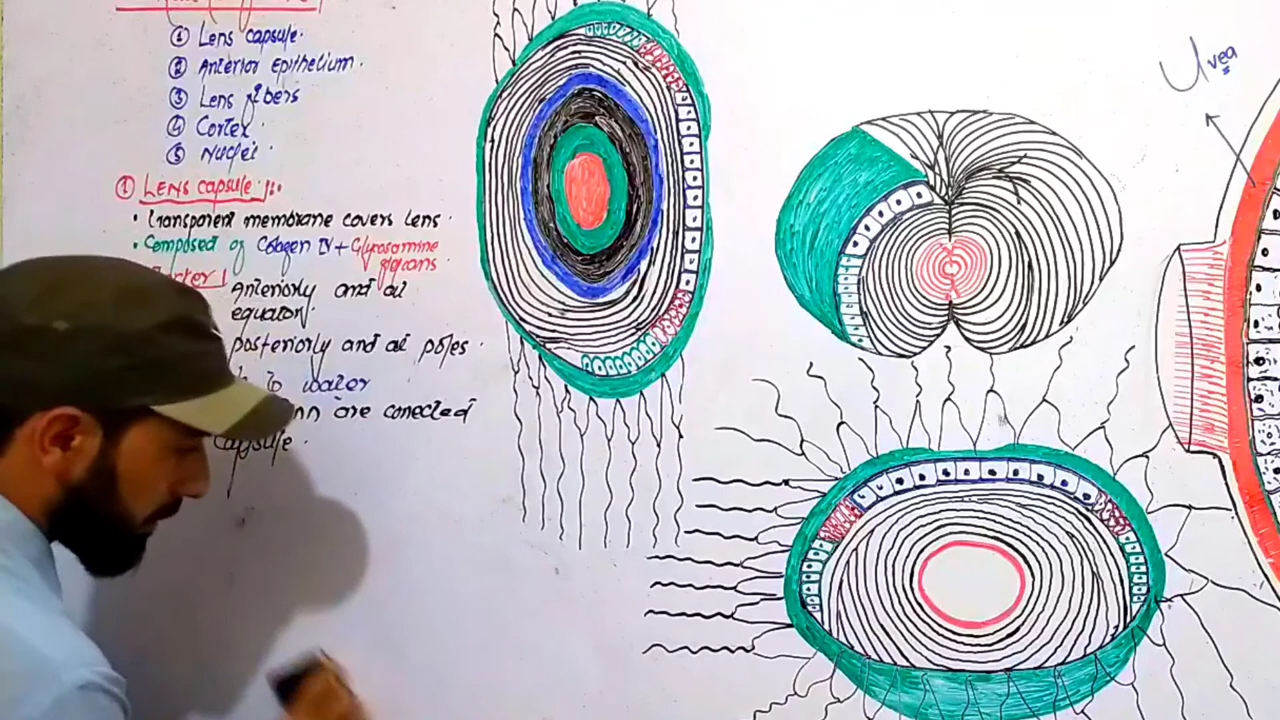 ① Lens capsule.
② Anterior epithelium.
③ Lens fibers
④ Cortex.
⑤ Nuclei.
① LENS capsule
• transparent membrane covers Lens.
• Composed of Colagen IV + Glycosamine
glycans.
Anteriorly and at
equator.
posteriorly and at poles.
to water
are conected
Capsule.
Uvea